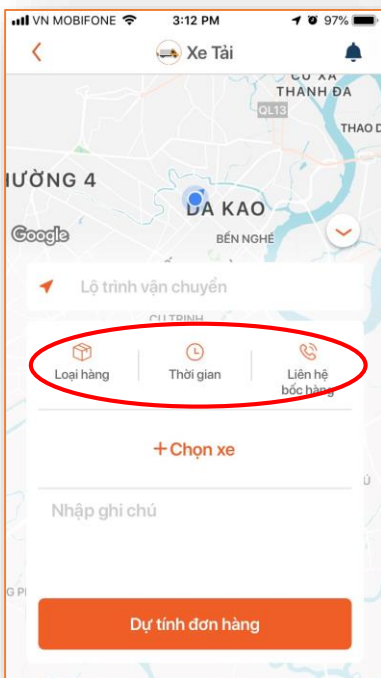 VN MOBIFONE 3:12 PM 97%
Xe Tải
CƯ XÁ
THANH ĐA
QL13
THAO D
ƯỜNG 4
ĐA KAO
Google
BẾN NGHÉ
Lộ trình vận chuyển
CU TRINH
Loại hàng
Thời gian
Liên hệ
bốc hàng
+ Chọn xe
Nhập ghi chú
G P
Dự tính đơn hàng